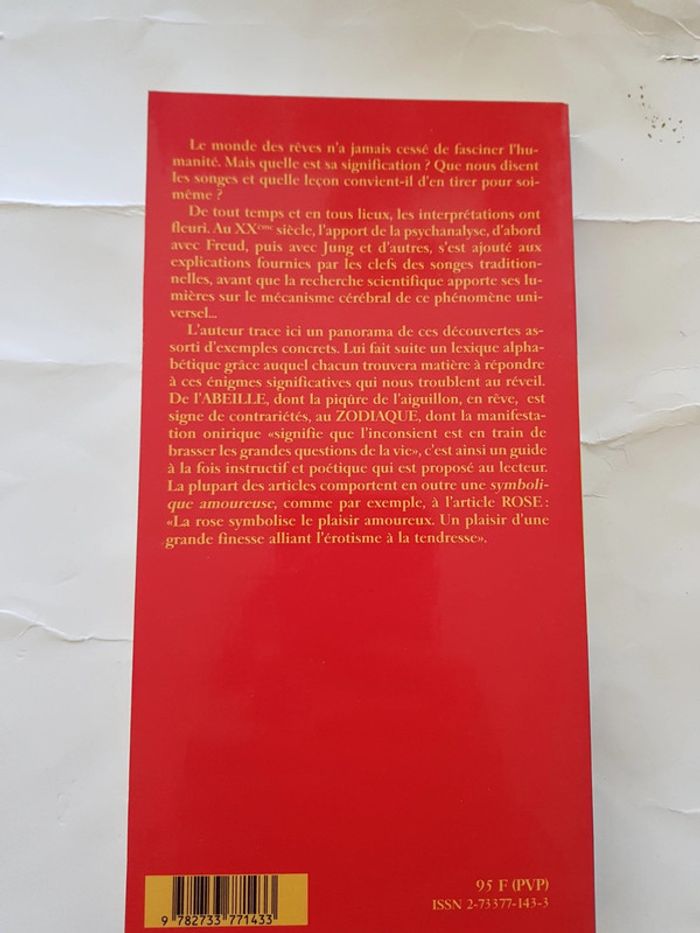 Le monde des rêves n'a jamais cessé de fasciner l'hu-
manité. Mais quelle est sa signification ? Que nous disent
les songes et quelle leçon convient-il d'en tirer pour soi-
même ?
De tout temps et en tous lieux, les interprétations ont
fleuri. Au XXème siècle, l'apport de la psychanalyse, d'abord
avec Freud, puis avec Jung et d'autres, s'est ajouté aux
explications fournies par les clefs des songes tradition-
nelles, avant que la recherche scientifique apporte ses lu-
mières sur le mécanisme cérébral de ce phénomène uni-
versel...
L'auteur trace ici un panorama de ces découvertes as-
sorti d'exemples concrets. Lui fait suite un lexique alpha-
bétique grâce auquel chacun trouvera matière à répondre
à ces énigmes significatives qui nous troublent au réveil.
De l'ABEILLE, dont la piqûre de l'aiguillon, en rêve, est
signe de contrariétés, au ZODIAQUE, dont la manifesta-
tion onirique «signifie que l'inconsient est en train de
brasser les grandes questions de la vie», c'est ainsi un guide
à la fois instructif et poétique qui est proposé au lecteur.
La plupart des articles comportent en outre une symboli-
que amoureuse, comme par exemple, à l'article ROSE :
«La rose symbolise le plaisir amoureux. Un plaisir d'une
grande finesse alliant l'érotisme à la tendresse».
95 F (PVP)
ISSN 2-73377-143-3
9 782733 771433